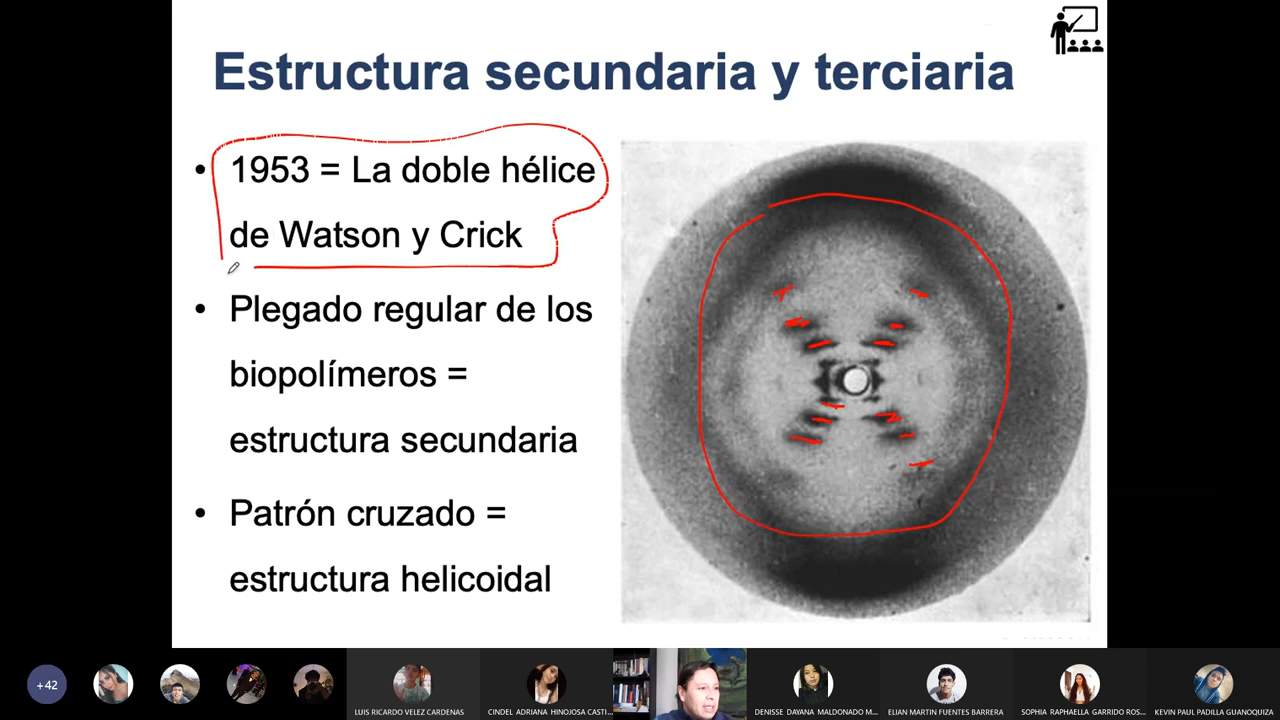 Estructura secundaria y terciaria
• 1953 = La doble hélice
de Watson y Crick
• Plegado regular de los
biopolímeros =
estructura secundaria
• Patrón cruzado =
estructura helicoidal
+42
LUIS RICARDO VELEZ CARDENAS
CINDEL ADRIANA HINOJOSA CASTI...
DENISSE DAYANA MALDONADO M...
ELIAN MARTIN FUENTES BARRERA
SOPHIA RAPHAELLA GARRIDO ROS...
KEVIN PAUL PADILLA GUANOQUIZA